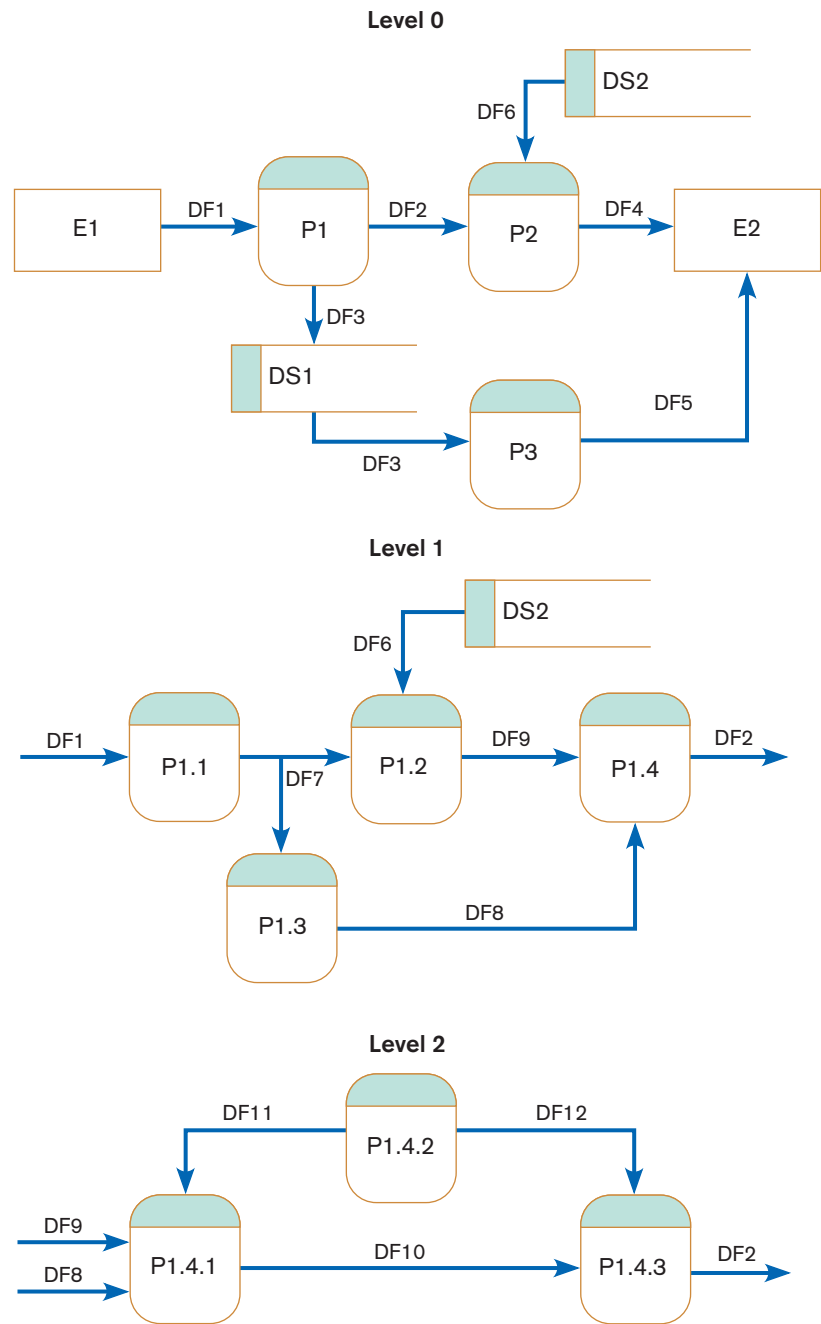 Level 0
DS2
DF6
E1
DF1
P1
DF2
P2
DF4
E2
DF3
DS1
DF3
P3
DF5
Level 1
DS2
DF6
DF1
P1.1
DF7
P1.2
DF9
P1.4
DF2
P1.3
DF8
Level 2
DF11
P1.4.2
DF12
DF9
DF8
P1.4.1
DF10
P1.4.3
DF2